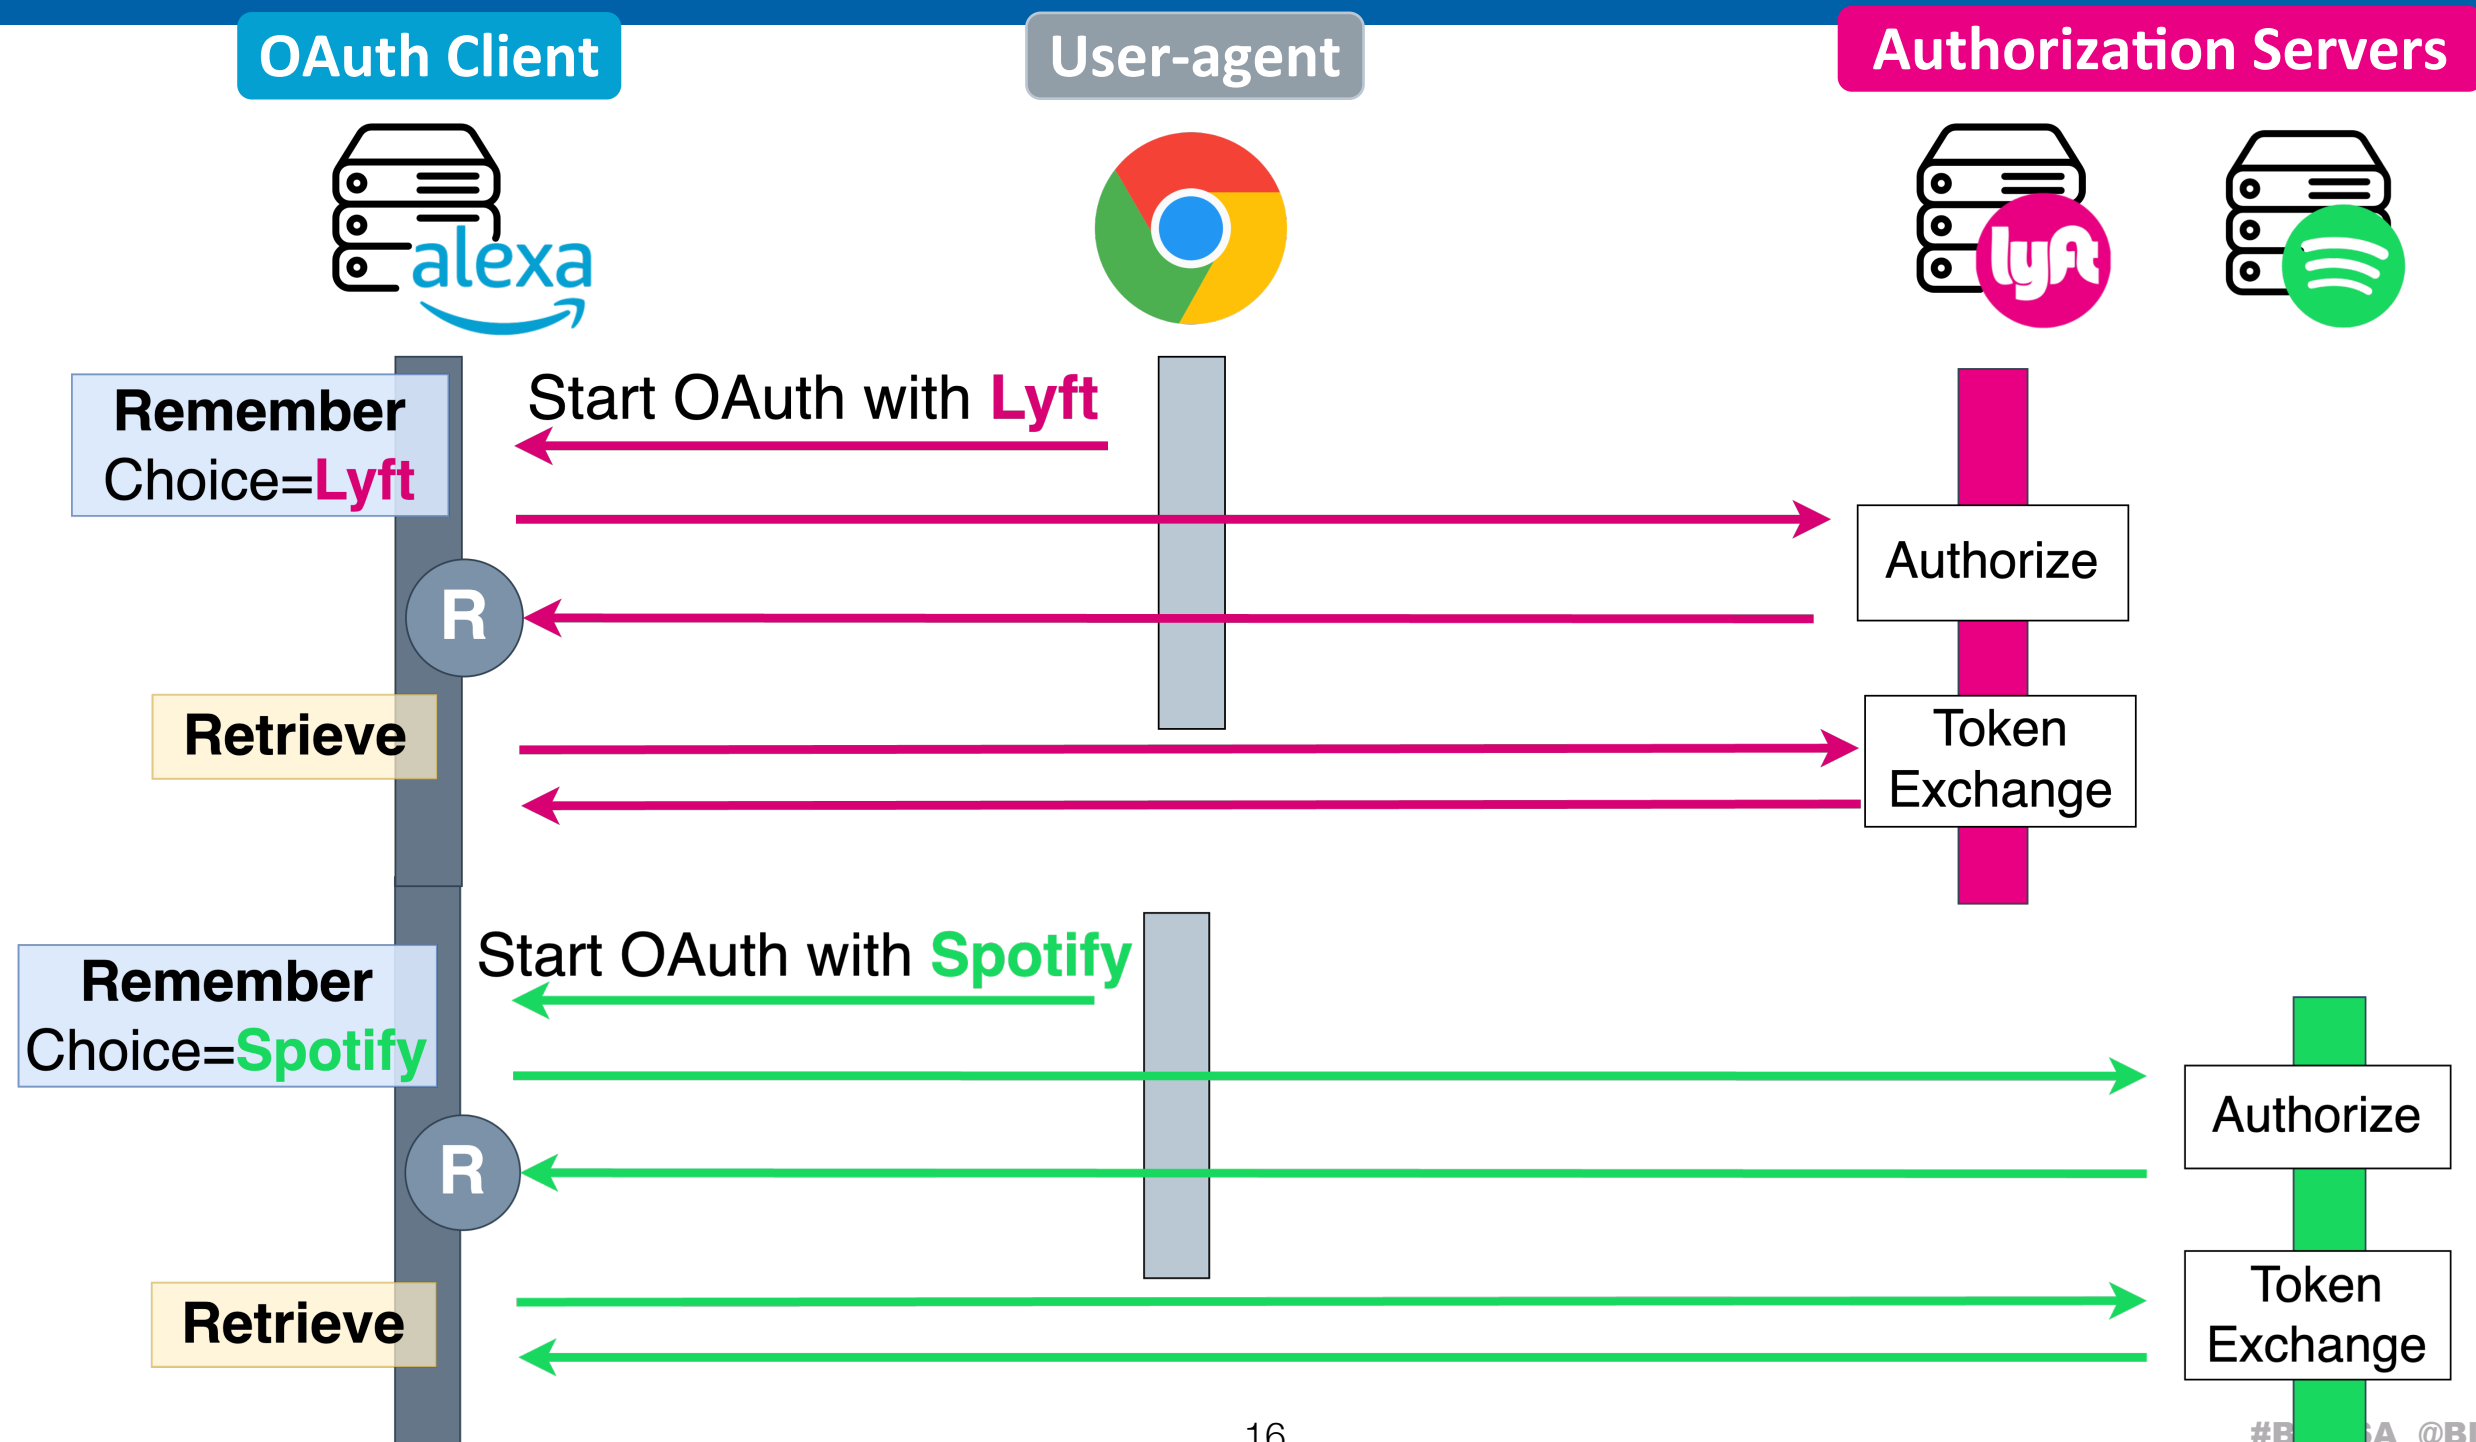 OAuth Client
User-agent
Authorization Servers
alexa
lyft
Remember
Choice=Lyft
Start OAuth with Lyft
Authorize
R
Retrieve
Token
Exchange
Remember
Choice=Spotify
Start OAuth with Spotify
Authorize
R
Retrieve
Token
Exchange
16